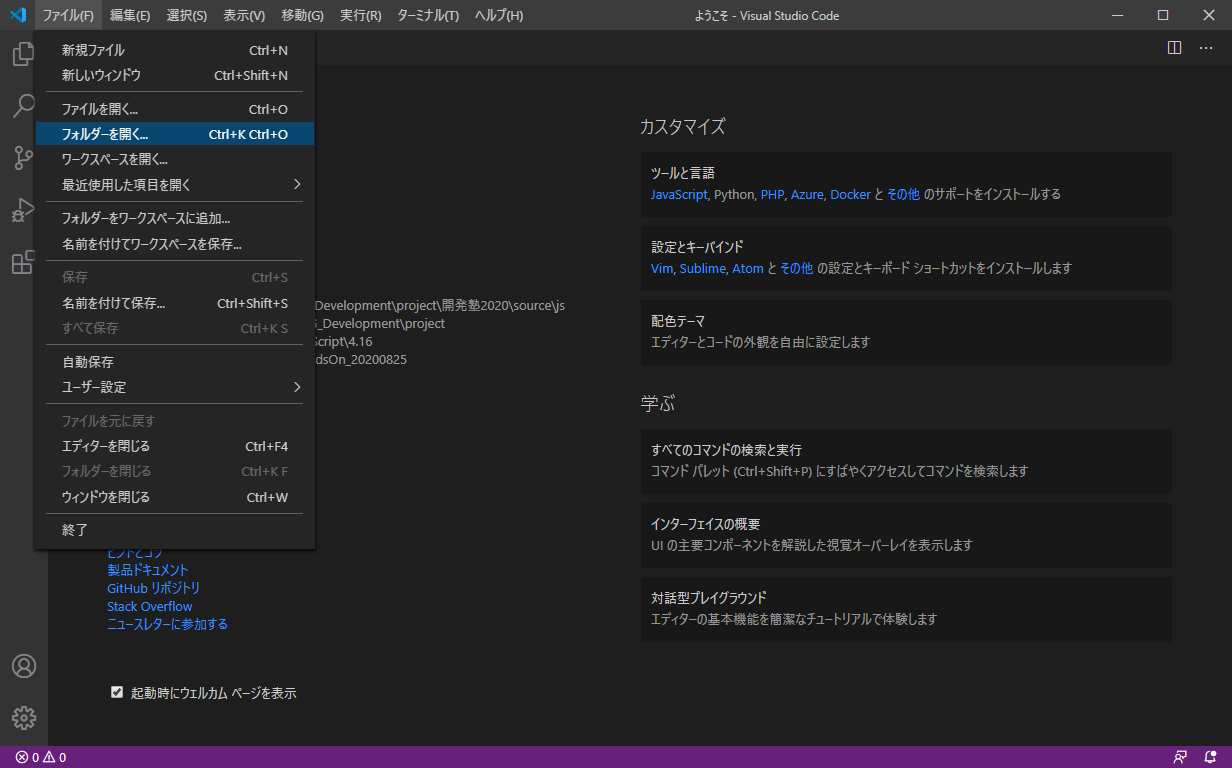 ファイル(F) 編集(E) 選択(S) 表示(V) 移動(G) 実行(R) ターミナル(T) ヘルプ(H) ようこそ - Visual Studio Code
新規ファイル Ctrl+N
新しいウィンドウ Ctrl+Shift+N
ファイルを開く... Ctrl+O
フォルダーを開く... Ctrl+K Ctrl+O
ワークスペースを開く...
最近使用した項目を開く
フォルダーをワークスペースに追加...
名前を付けてワークスペースを保存...
保存 Ctrl+S
名前を付けて保存... Ctrl+Shift+S
すべて保存 Ctrl+K S
自動保存
ユーザー設定
ファイルを元に戻す
エディターを閉じる Ctrl+F4
フォルダーを閉じる Ctrl+K F
ウィンドウを閉じる Ctrl+W
終了
Development\project\開発塾2020\source\js
_Development\project
cript\4.16
dsOn_20200825
ヒントとコツ
製品ドキュメント
GitHub リポジトリ
Stack Overflow
ニュースレターに参加する
起動時にウェルカム ページを表示
カスタマイズ
ツールと言語
JavaScript, Python, PHP, Azure, Docker と その他 のサポートをインストールする
設定とキーバインド
Vim, Sublime, Atom と その他 の設定とキーボード ショートカットをインストールします
配色テーマ
エディターとコードの外観を自由に設定します
学ぶ
すべてのコマンドの検索と実行
コマンド パレット (Ctrl+Shift+P) にすばやくアクセスしてコマンドを検索します
インターフェイスの概要
UI の主要コンポーネントを解説した視覚オーバーレイを表示します
対話型プレイグラウンド
エディターの基本機能を簡潔なチュートリアルで体験します
0 0